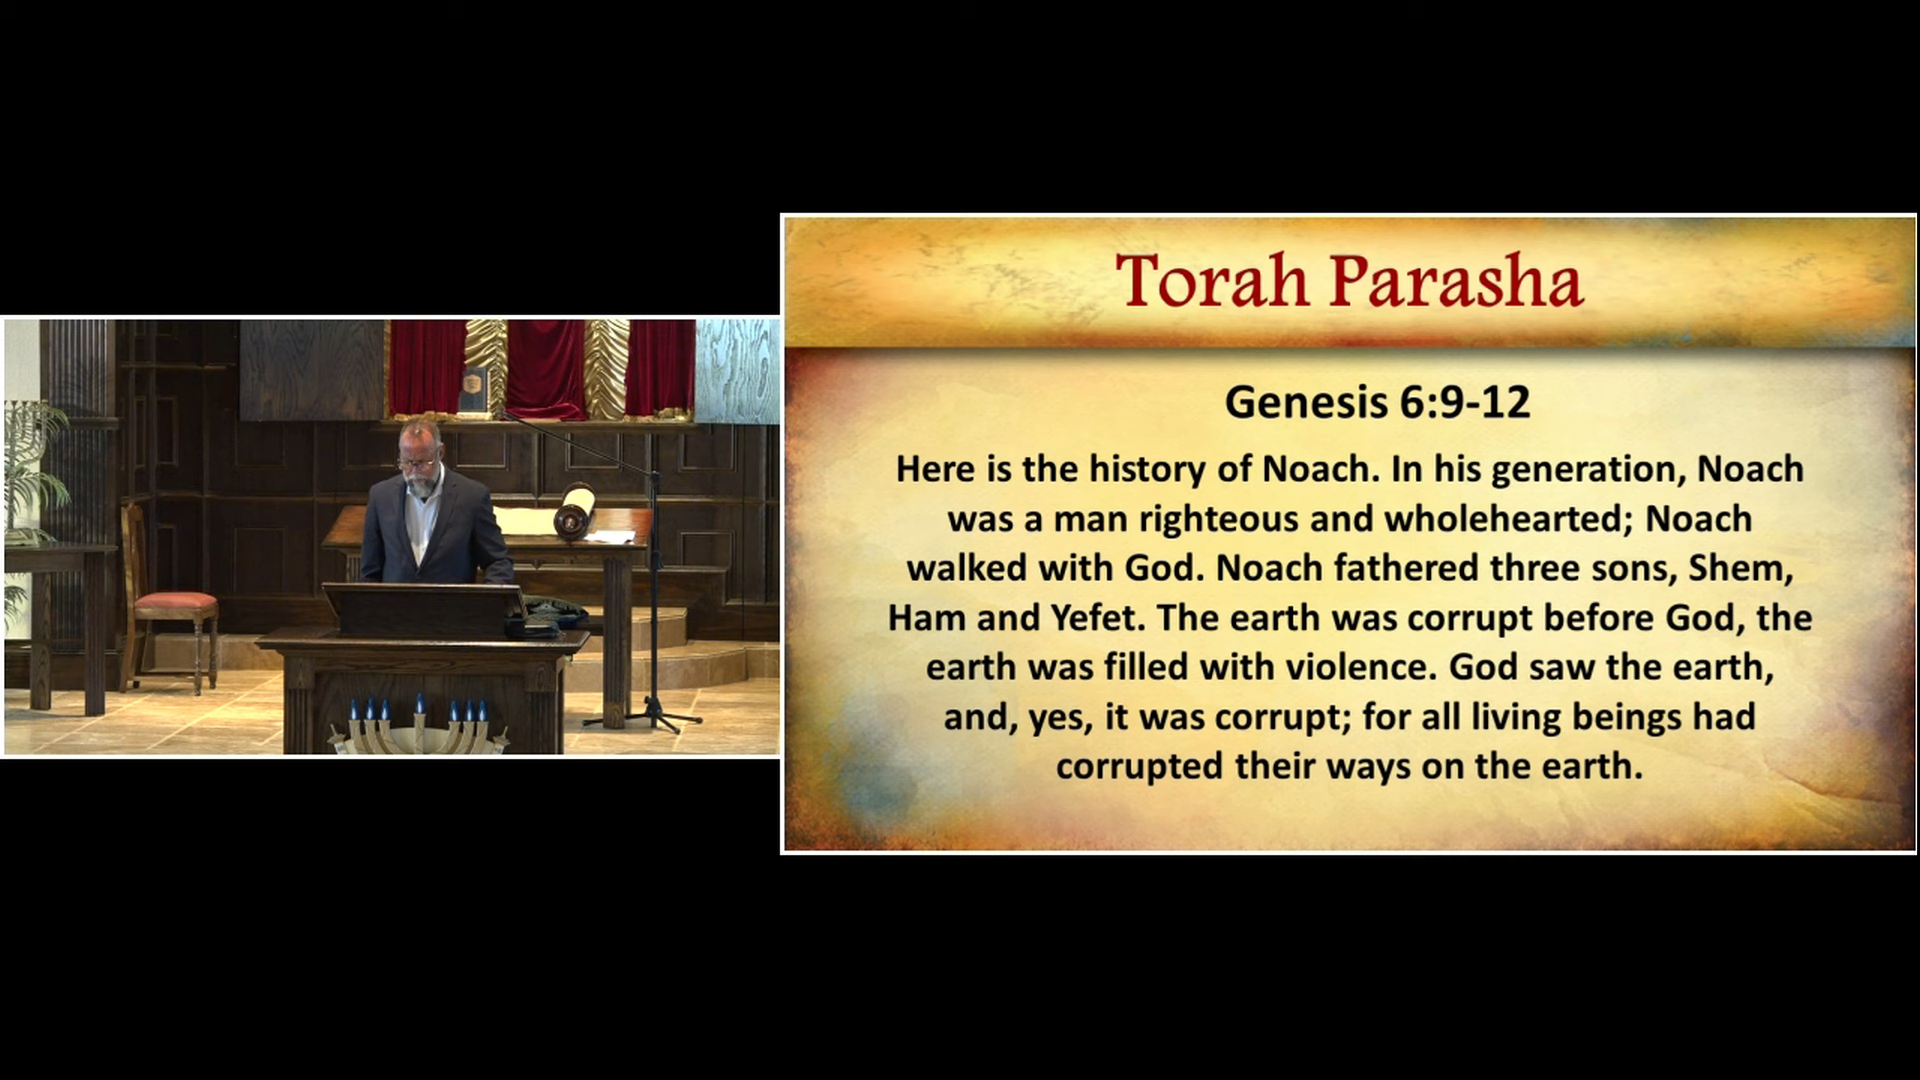 Torah Parasha
Genesis 6:9-12
Here is the history of Noach. In his generation, Noach
was a man righteous and wholehearted; Noach
walked with God. Noach fathered three sons, Shem,
Ham and Yefet. The earth was corrupt before God, the
earth was filled with violence. God saw the earth,
and, yes, it was corrupt; for all living beings had
corrupted their ways on the earth.